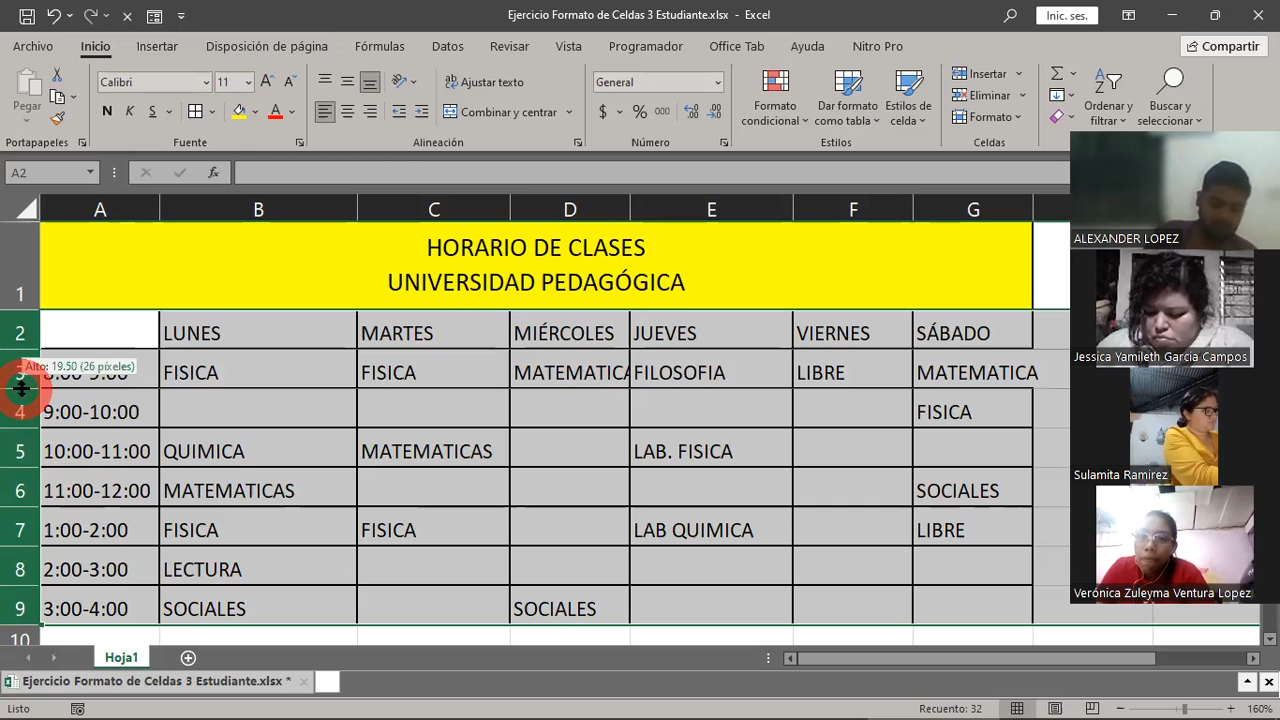 Ejercicio Formato de Celdas 3 Estudiante.xlsx - Excel
Inic. ses.
Archivo Inicio Insertar Disposición de página Fórmulas Datos Revisar Vista Programador Office Tab Ayuda Nitro Pro
Compartir
Pegar
Calibri 11
N K S
Ajustar texto
Combinar y centrar
General
$ % 000
Formato condicional
Dar formato como tabla
Estilos de celda
Insertar
Eliminar
Formato
Ordenar y filtrar
Buscar y seleccionar
Portapapeles Fuente Alineación Número Estilos Celdas
A2
fx
A B C D E F G
1 HORARIO DE CLASES
UNIVERSIDAD PEDAGÓGICA
2 LUNES MARTES MIÉRCOLES JUEVES VIERNES SÁBADO
Alto: 19.50 (26 píxeles)
8:00-9:00 FISICA FISICA MATEMATICA FILOSOFIA LIBRE MATEMATICA
4 9:00-10:00 FISICA
5 10:00-11:00 QUIMICA MATEMATICAS LAB. FISICA
6 11:00-12:00 MATEMATICAS SOCIALES
7 1:00-2:00 FISICA FISICA LAB QUIMICA LIBRE
8 2:00-3:00 LECTURA
9 3:00-4:00 SOCIALES SOCIALES
10
ALEXANDER LOPEZ
Jessica Yamileth Garcia Campos
Sulamita Ramirez
Verónica Zuleyma Ventura Lopez
Hoja1
Ejercicio Formato de Celdas 3 Estudiante.xlsx *
Listo
Recuento: 32
160%